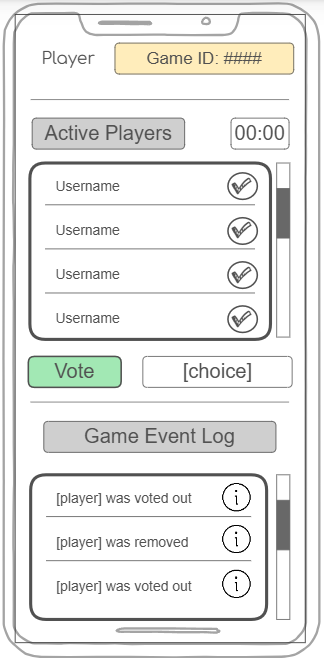 Player
Game ID: ####
Active Players
00:00
Username
Username
Username
Username
Vote
[choice]
Game Event Log
[player] was voted out
[player] was removed
[player] was voted out